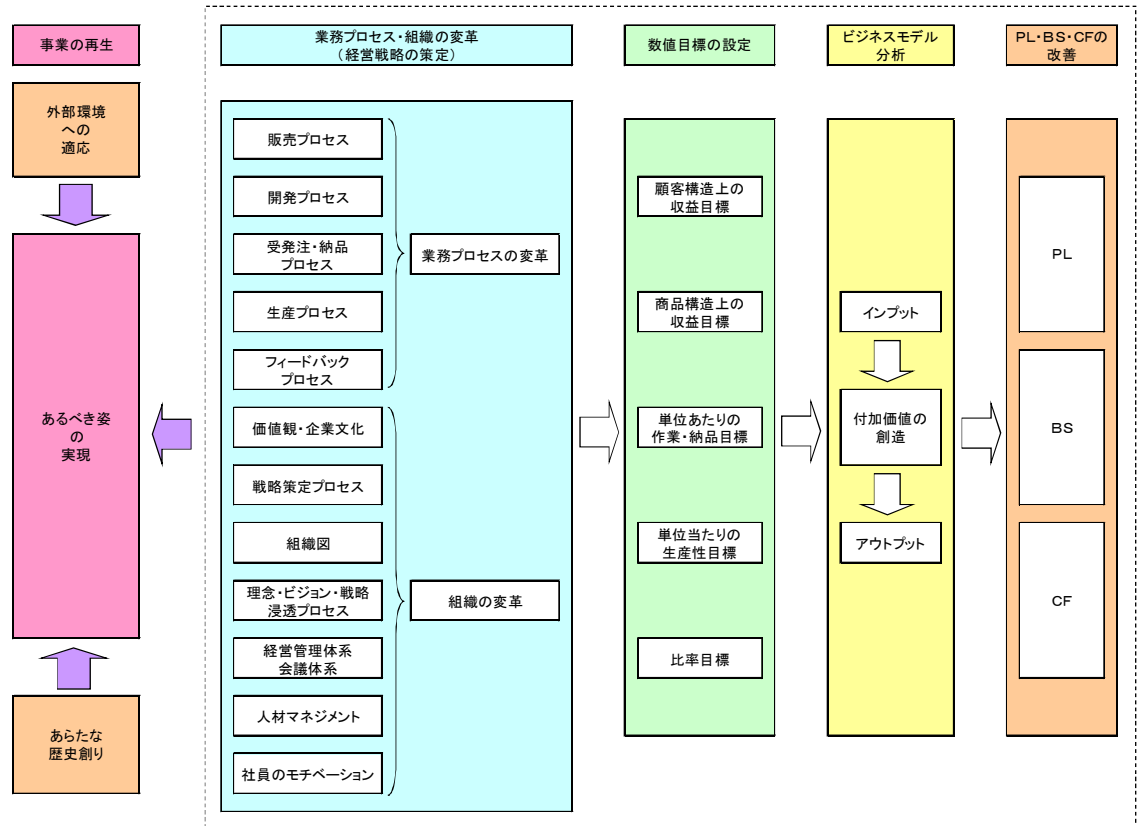 事業の再生
外部環境
への
適応
あるべき姿
の
実現
あらたな
歴史創り
業務プロセス・組織の変革
（経営戦略の策定）
販売プロセス
開発プロセス
受発注・納品
プロセス
生産プロセス
フィードバック
プロセス
業務プロセスの変革
価値観・企業文化
戦略策定プロセス
組織図
理念・ビジョン・戦略
浸透プロセス
経営管理体系
会議体系
人材マネジメント
社員のモチベーション
組織の変革
数値目標の設定
顧客構造上の
収益目標
商品構造上の
収益目標
単位あたりの
作業・納品目標
単位当たりの
生産性目標
比率目標
ビジネスモデル
分析
インプット
付加価値の
創造
アウトプット
ＰＬ・ＢＳ・ＣＦの
改善
ＰＬ
ＢＳ
ＣＦ